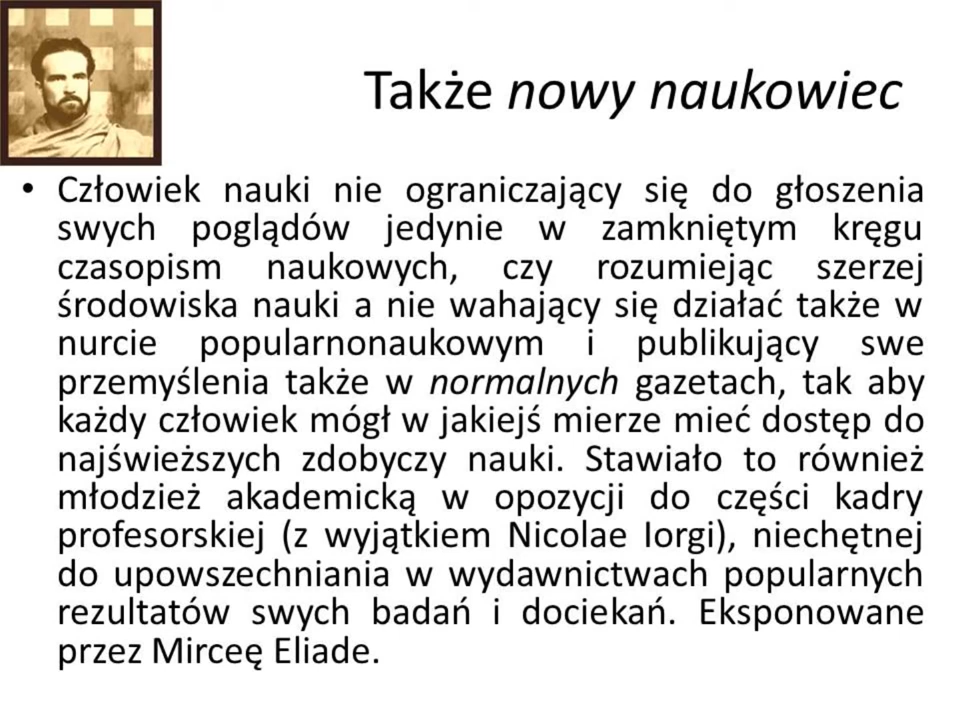 Także nowy naukowiec
• Człowiek nauki nie ograniczający się do głoszenia
swych poglądów jedynie w zamkniętym kręgu
czasopism naukowych, czy rozumiejąc szerzej
środowiska nauki a nie wahający się działać także w
nurcie popularnonaukowym i publikujący swe
przemyślenia także w normalnych gazetach, tak aby
każdy człowiek mógł w jakiejś mierze mieć dostęp do
najświeższych zdobyczy nauki. Stawiało to również
młodzież akademicką w opozycji do części kadry
profesorskiej (z wyjątkiem Nicolae Iorgi), niechętnej
do upowszechniania w wydawnictwach popularnych
rezultatów swych badań i dociekań. Eksponowane
przez Mirceę Eliade.